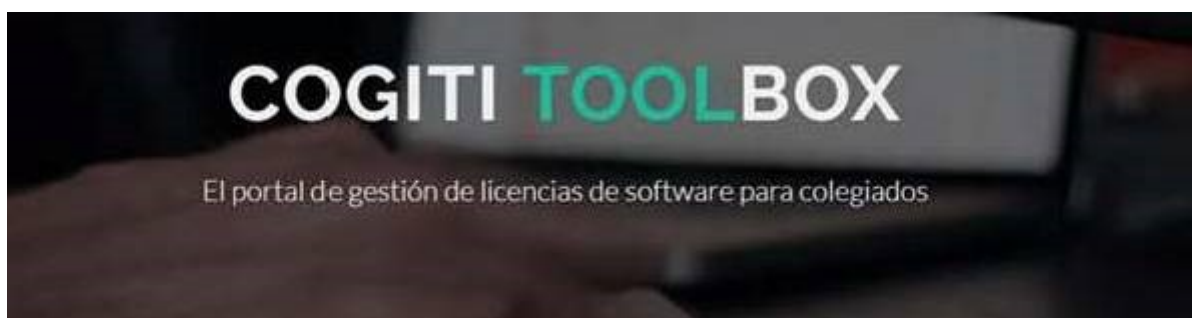 COGITI TOOLBOX
El portal de gestión de licencias de software para colegiados